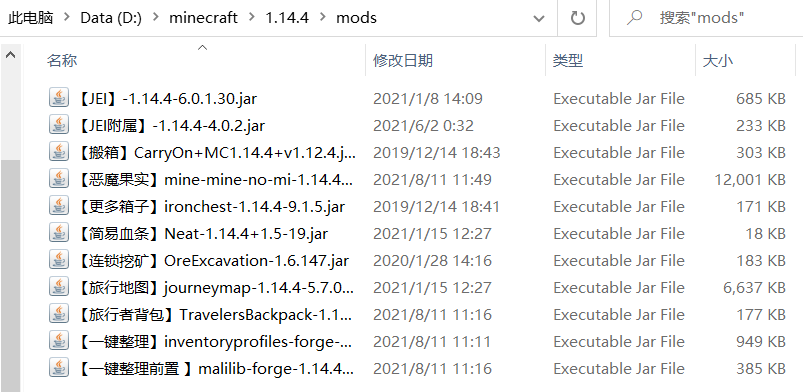 此电脑 > Data (D:) > minecraft > 1.14.4 > mods 搜索"mods"
名称 修改日期 类型 大小
【JEI】-1.14.4-6.0.1.30.jar 2021/1/8 14:09 Executable Jar File 685 KB
【JEI附属】-1.14.4-4.0.2.jar 2021/6/2 0:32 Executable Jar File 233 KB
【搬箱】CarryOn+MC1.14.4+v1.12.4.j... 2019/12/14 18:43 Executable Jar File 303 KB
【恶魔果实】mine-mine-no-mi-1.14.4... 2021/8/11 11:49 Executable Jar File 12,001 KB
【更多箱子】ironchest-1.14.4-9.1.5.jar 2019/12/14 18:41 Executable Jar File 171 KB
【简易血条】Neat-1.14.4+1.5-19.jar 2021/1/15 12:27 Executable Jar File 18 KB
【连锁挖矿】OreExcavation-1.6.147.jar 2020/1/28 14:16 Executable Jar File 183 KB
【旅行地图】journeymap-1.14.4-5.7.0... 2021/1/15 12:27 Executable Jar File 6,637 KB
【旅行者背包】TravelersBackpack-1.1... 2021/8/11 11:16 Executable Jar File 177 KB
【一键整理】inventoryprofiles-forge-... 2021/8/11 11:11 Executable Jar File 949 KB
【一键整理前置 】malilib-forge-1.14.4... 2021/8/11 11:16 Executable Jar File 385 KB